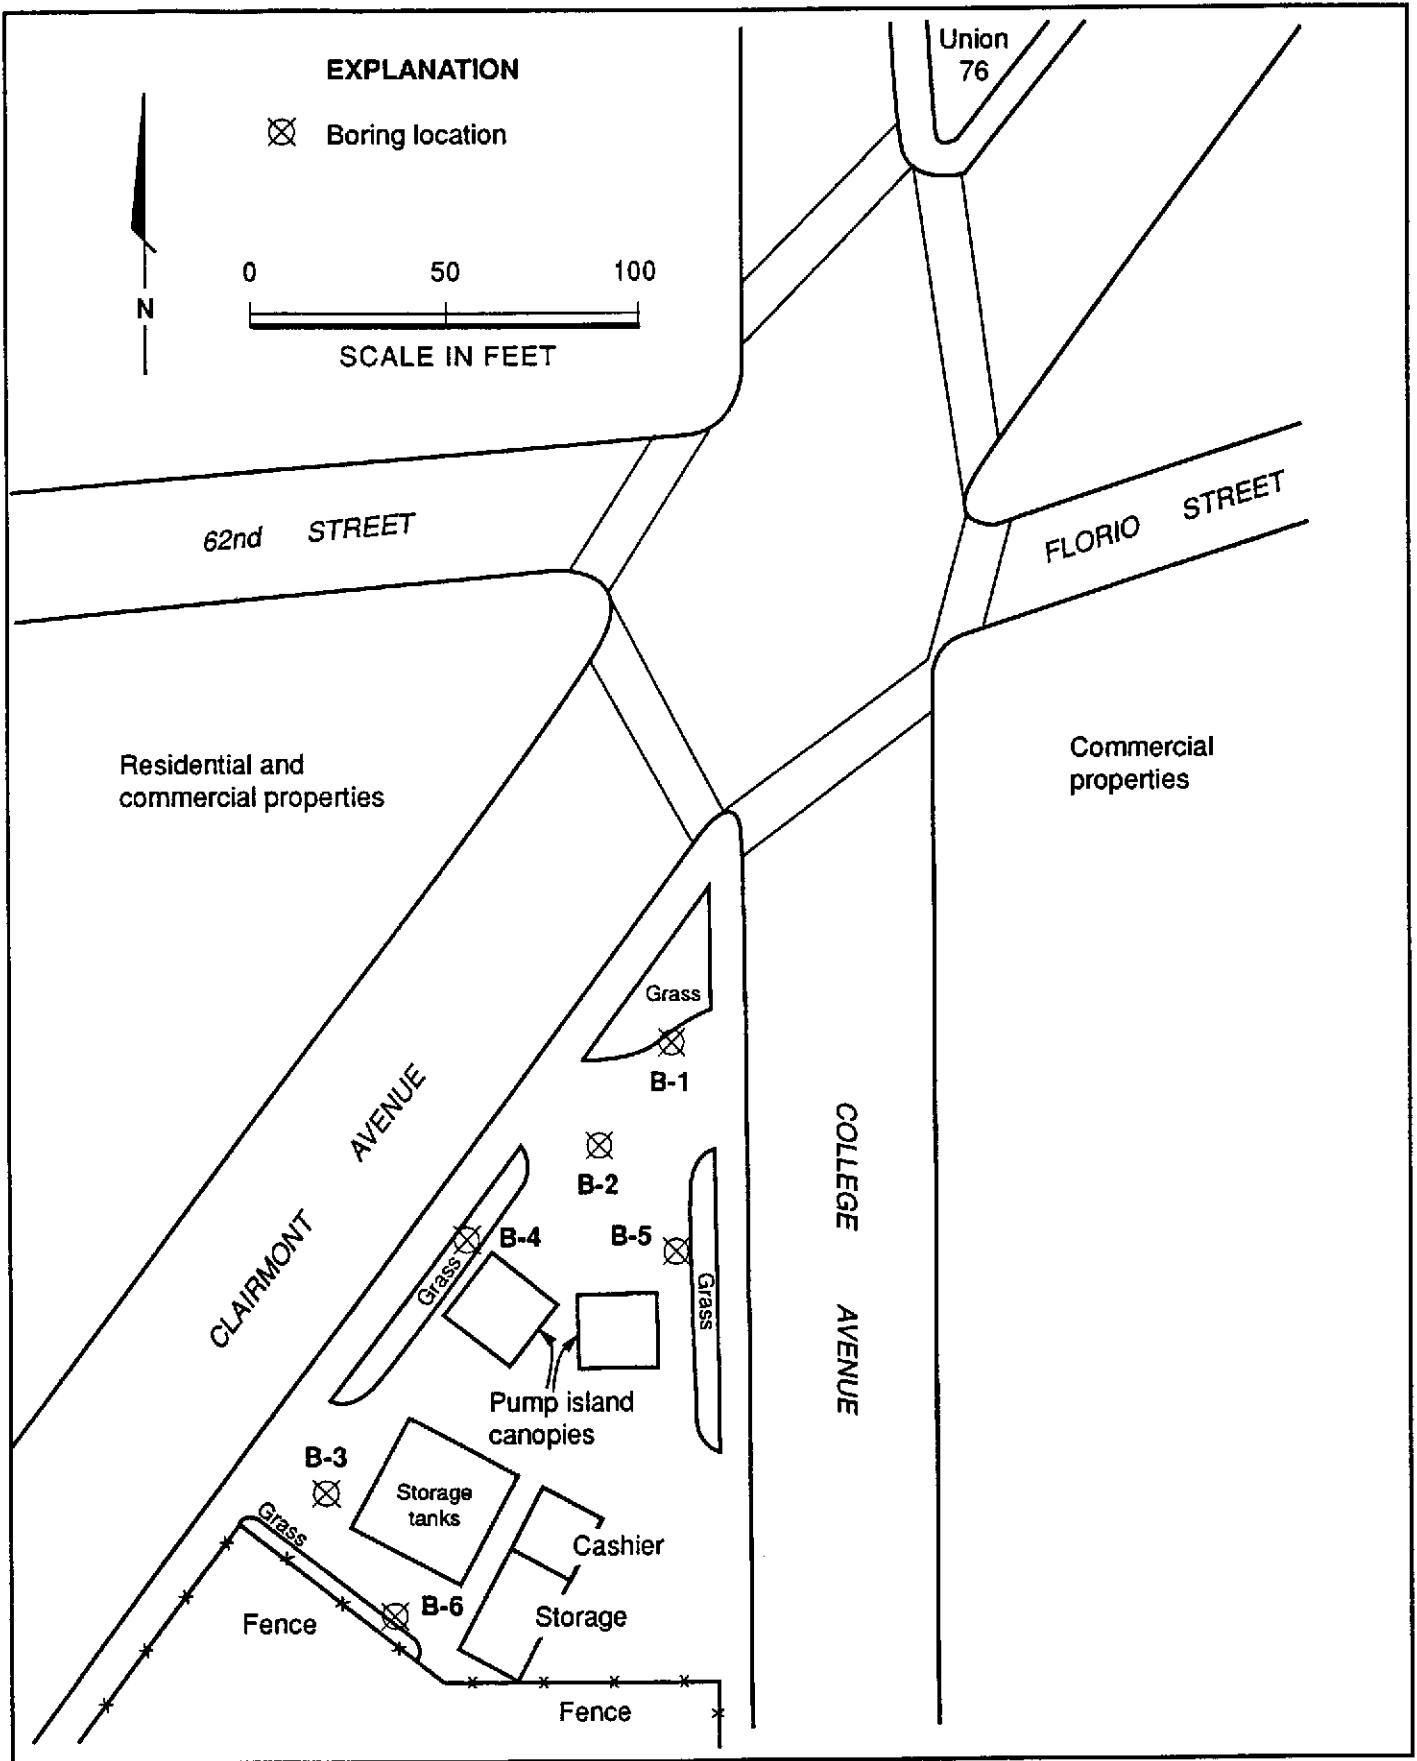 EXPLANATION
Boring location
N
0 50 100
SCALE IN FEET
Union
76
62nd STREET
FLORIO STREET
Residential and
commercial properties
Commercial
properties
Grass
B-1
CLAIRMONT AVENUE
COLLEGE AVENUE
B-2
B-4
B-5
Grass
Grass
Pump island
canopies
B-3
Storage
tanks
Grass
Cashier
B-6
Storage
Fence
Fence